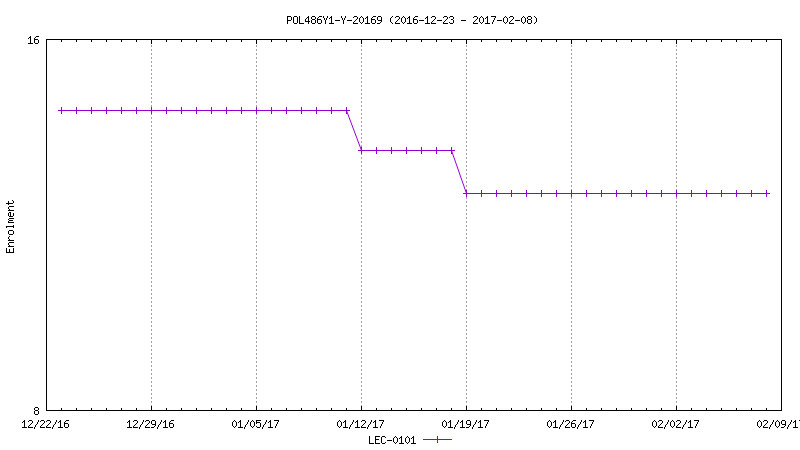 POL486Y1-Y-20169 (2016-12-23 - 2017-02-08)
16
Enrolment
8
12/22/16 12/29/16 01/05/17 01/12/17 01/19/17 01/26/17 02/02/17 02/09/1
LEC-0101